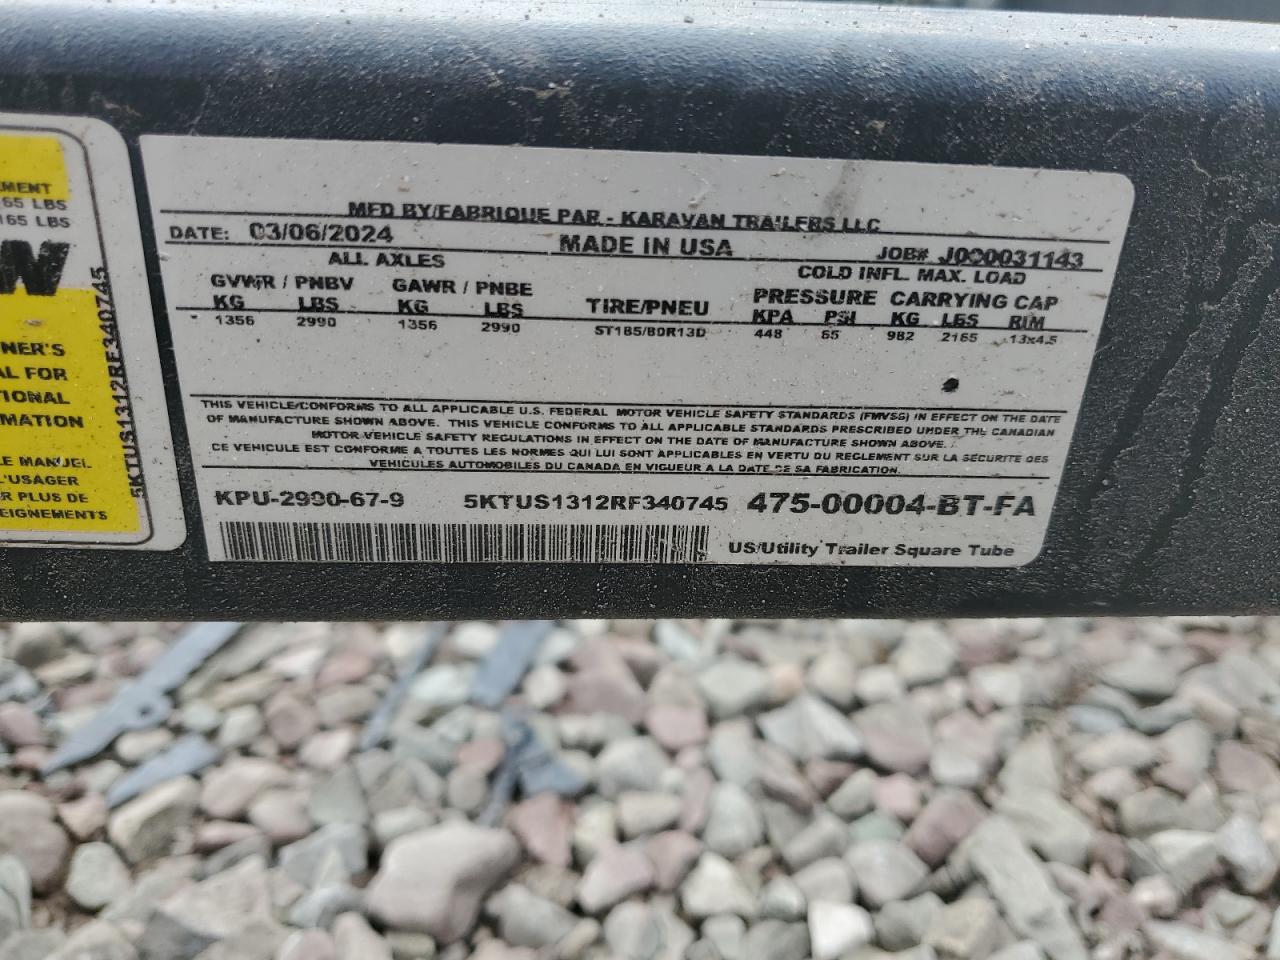 MFD BY/FABRIQUE PAR - KARAVAN TRAILERS LLC
DATE: 03/06/2024 MADE IN USA JOB# J000031143
ALL AXLES COLD INFL. MAX. LOAD
GVWR / PNBV GAWR / PNBE TIRE/PNEU PRESSURE CARRYING CAP
KG LBS KG LBS KPA PSI KG LBS RIM
1356 2990 1356 2990 ST185/80R13D 448 65 982 2165 13x4.5
THIS VEHICLE/CONFORMS TO ALL APPLICABLE U.S. FEDERAL MOTOR VEHICLE SAFETY STANDARDS (FMVSS) IN EFFECT ON THE DATE
OF MANUFACTURE SHOWN ABOVE. THIS VEHICLE CONFORMS TO ALL APPLICABLE STANDARDS PRESCRIBED UNDER THE CANADIAN
MOTOR VEHICLE SAFETY REGULATIONS IN EFFECT ON THE DATE OF MANUFACTURE SHOWN ABOVE.
CE VEHICULE EST CONFORME A TOUTES LES NORMES QUI LUI SONT APPLICABLES EN VERTU DU REGLEMENT SUR LA SECURITE DES
VEHICULES AUTOMOBILES DU CANADA EN VIGUEUR A LA DATE DE SA FABRICATION.
KPU-2990-67-9 5KTUS1312RF340745 475-00004-BT-FA
US/Utility Trailer Square Tube
EMENT
165 LBS
165 LBS
W
NER'S
AL FOR
TIONAL
MATION
LE MANUEL
L'USAGER
R PLUS DE
EIGNEMENTS
5KTUS1312RF340745